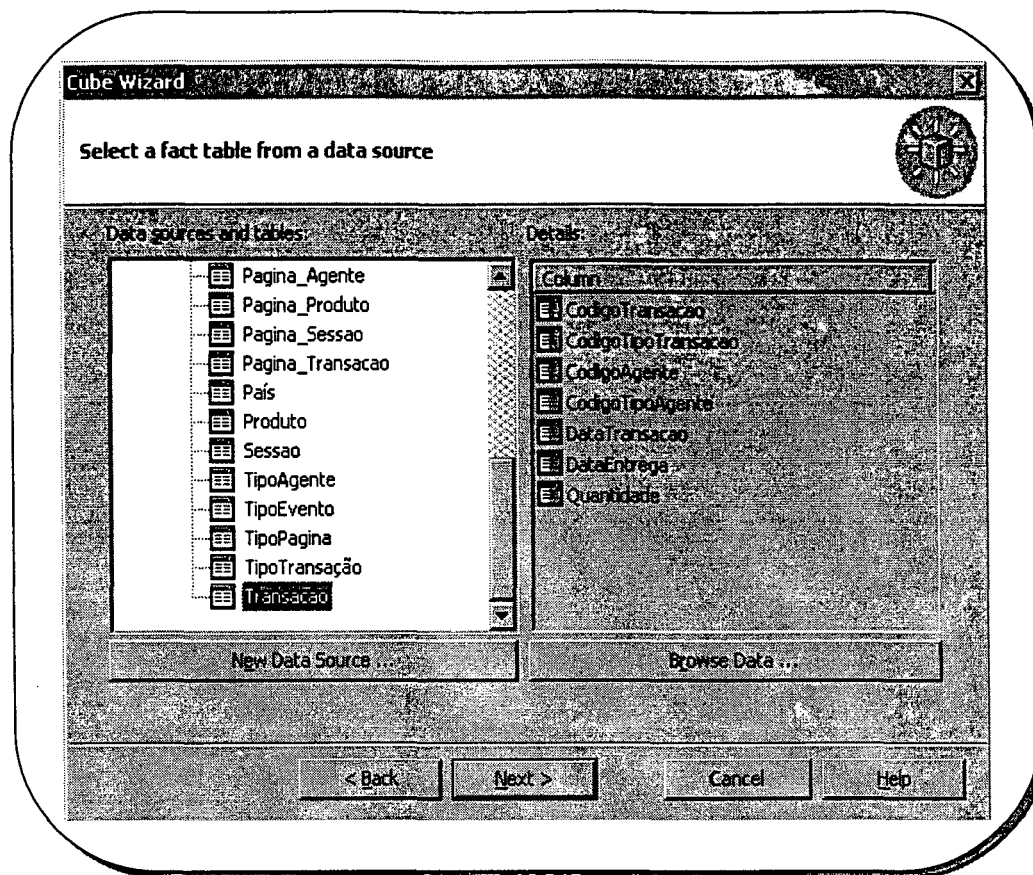 Cube Wizard
Select a fact table from a data source
Data sources and tables:
Pagina_Agente
Pagina_Produto
Pagina_Sessao
Pagina_Transacao
País
Produto
Sessao
TipoAgente
TipoEvento
TipoPagina
TipoTransação
Transacao
New Data Source ...
Details:
Column
CodigoTransacao
CodigoTipoTransacao
CodigoAgente
CodigoTipoAgente
DataTransacao
DataEntrega
Quantidade
Browse Data ...
< Back
Next >
Cancel
Help